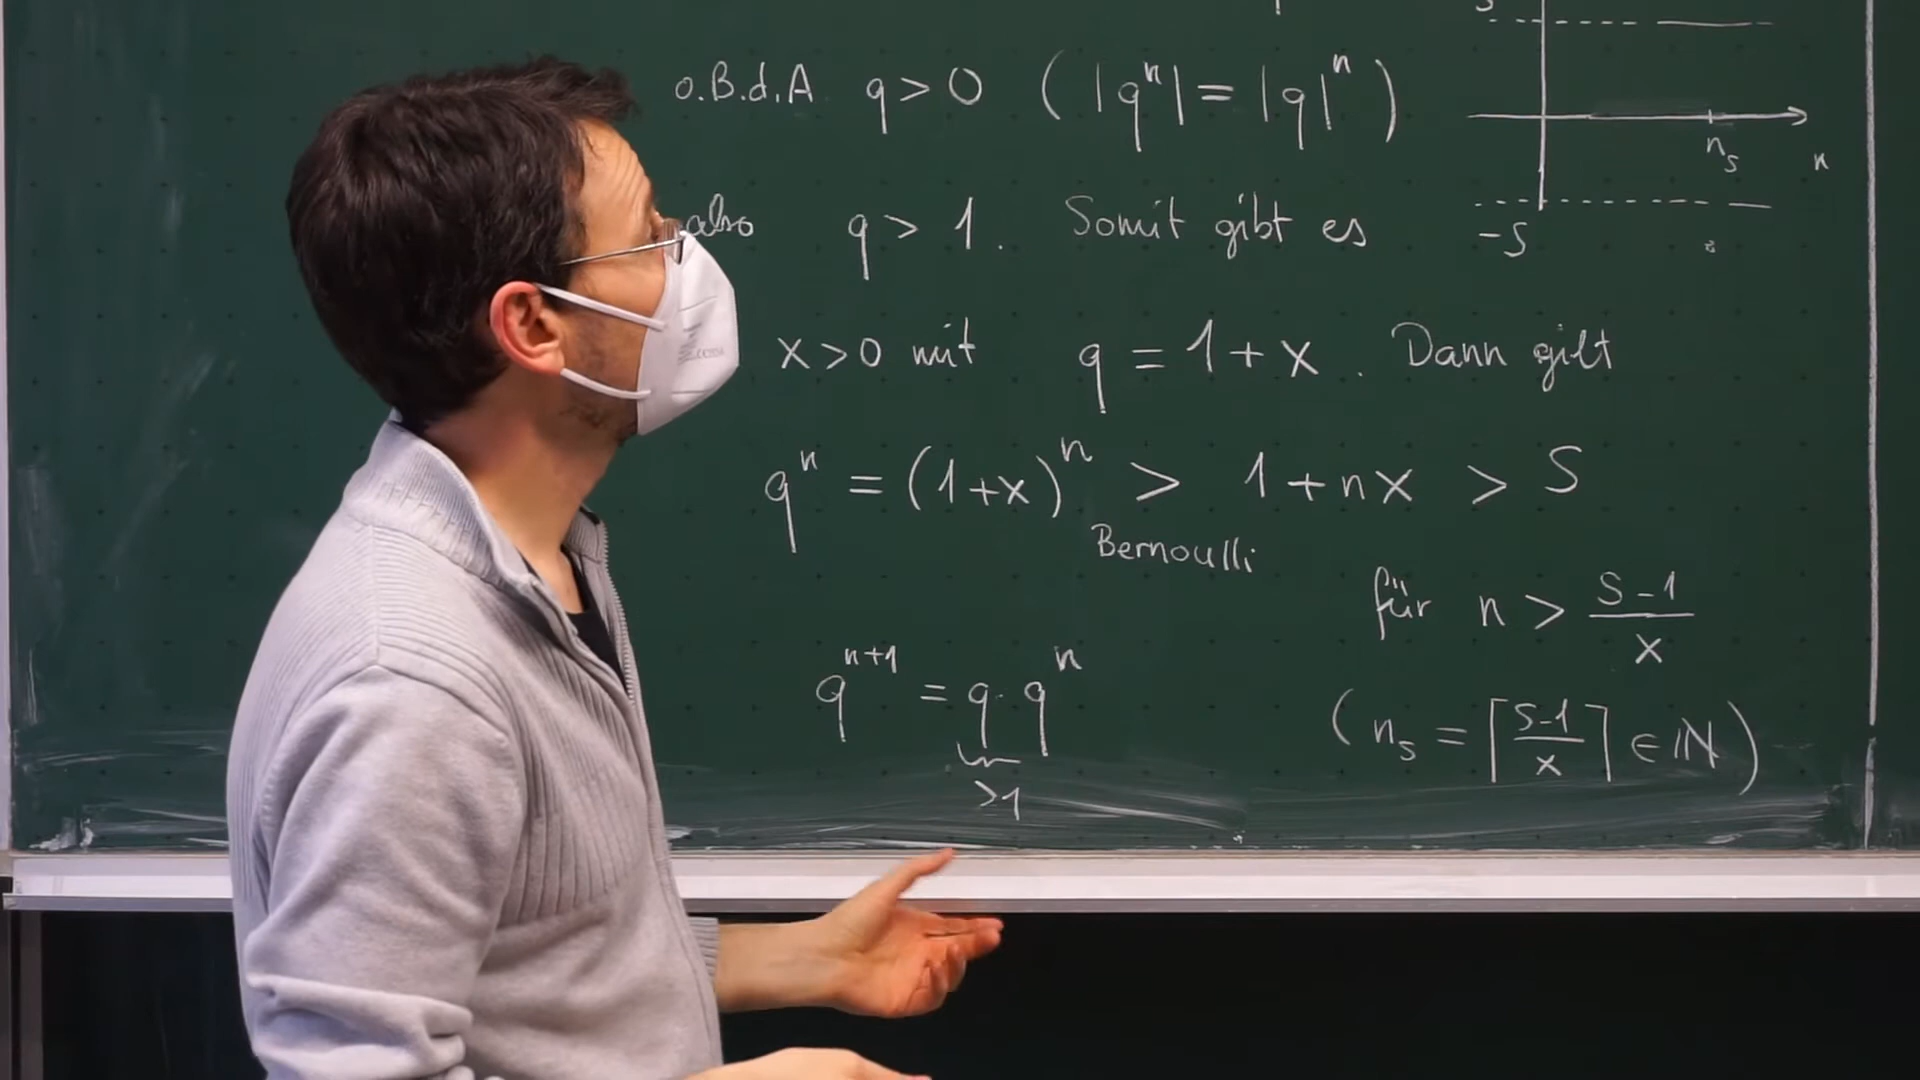 o.B.d.A q > 0 ( |qⁿ| = |q|ⁿ )
n_S n
also q > 1. Somit gibt es
-S
x > 0 mit q = 1 + x. Dann gilt
qⁿ = (1+x)ⁿ > 1 + nx > S
Bernoulli
für n > (S-1)/x
qⁿ⁺¹ = q · qⁿ
>1
( n_S = ⌈(S-1)/x⌉ ∈ ℕ )